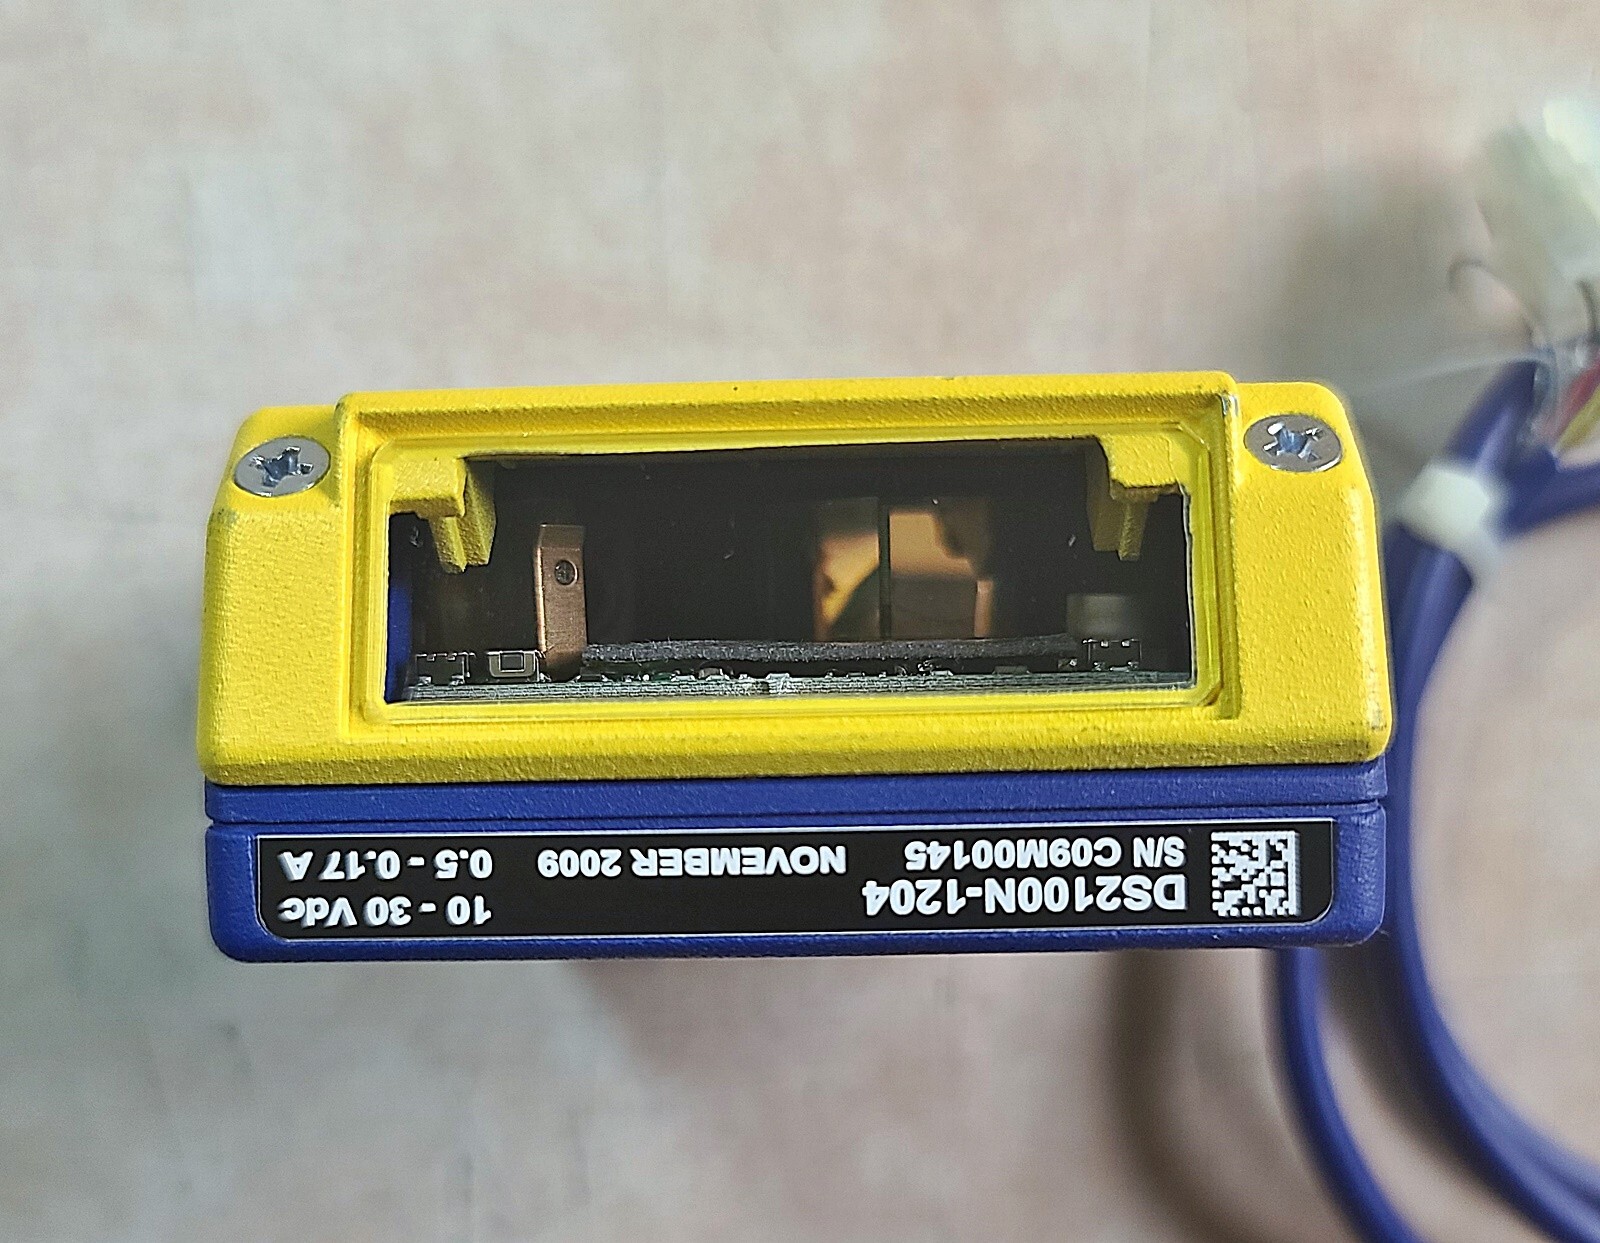 DS2100N-1204
S/N C09M00145
NOVEMBER 2009
10 - 30 Vdc
0.5 - 0.17 A